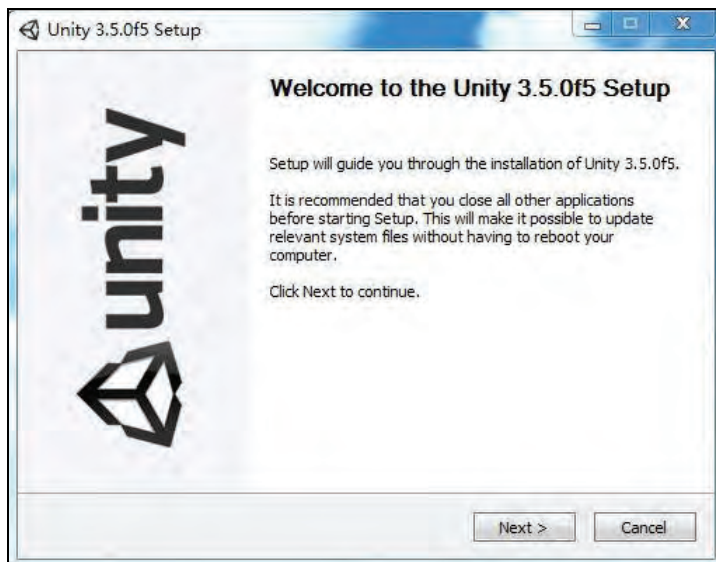 Unity 3.5.0f5 Setup
Welcome to the Unity 3.5.0f5 Setup
Setup will guide you through the installation of Unity 3.5.0f5.
It is recommended that you close all other applications
before starting Setup. This will make it possible to update
relevant system files without having to reboot your
computer.
Click Next to continue.
unity
Next >
Cancel